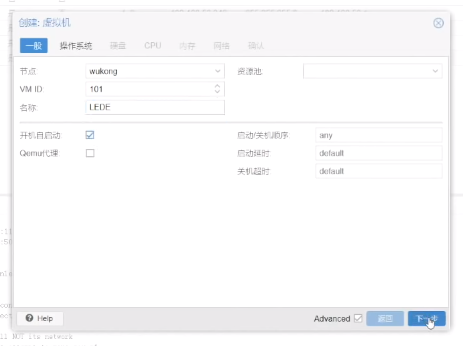 创建: 虚拟机
一般 操作系统 硬盘 CPU 内存 网络 确认
节点: wukong 资源池:
VM ID: 101
名称: LEDE
开机自启动: 启动/关机顺序: any
Qemu代理: 启动延时: default
关机超时: default
Help Advanced 返回 下一步